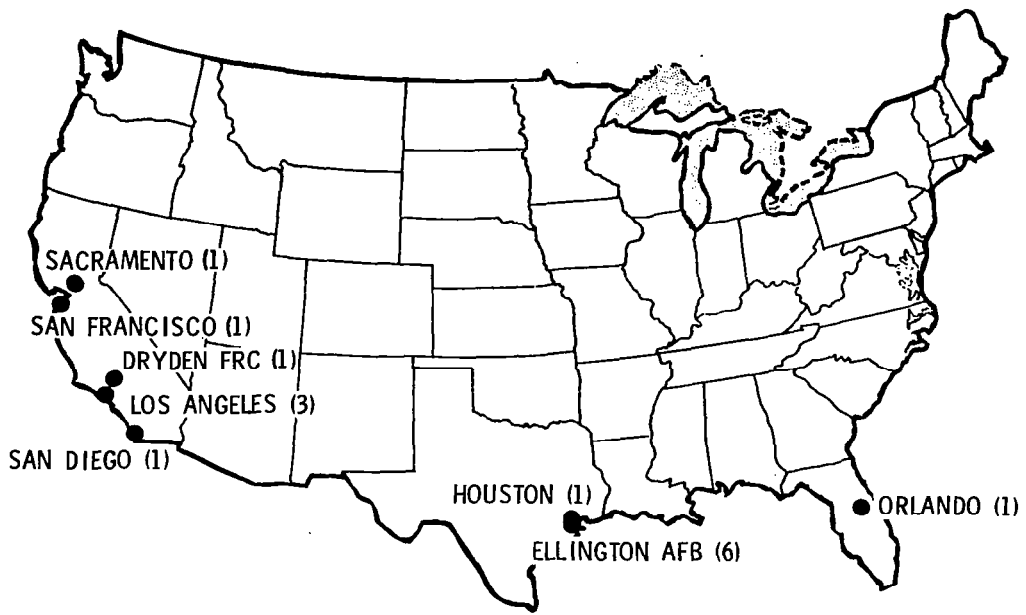 SACRAMENTO (1)
SAN FRANCISCO (1)
DRYDEN FRC (1)
LOS ANGELES (3)
SAN DIEGO (1)
HOUSTON (1)
ORLANDO (1)
ELLINGTON AFB (6)